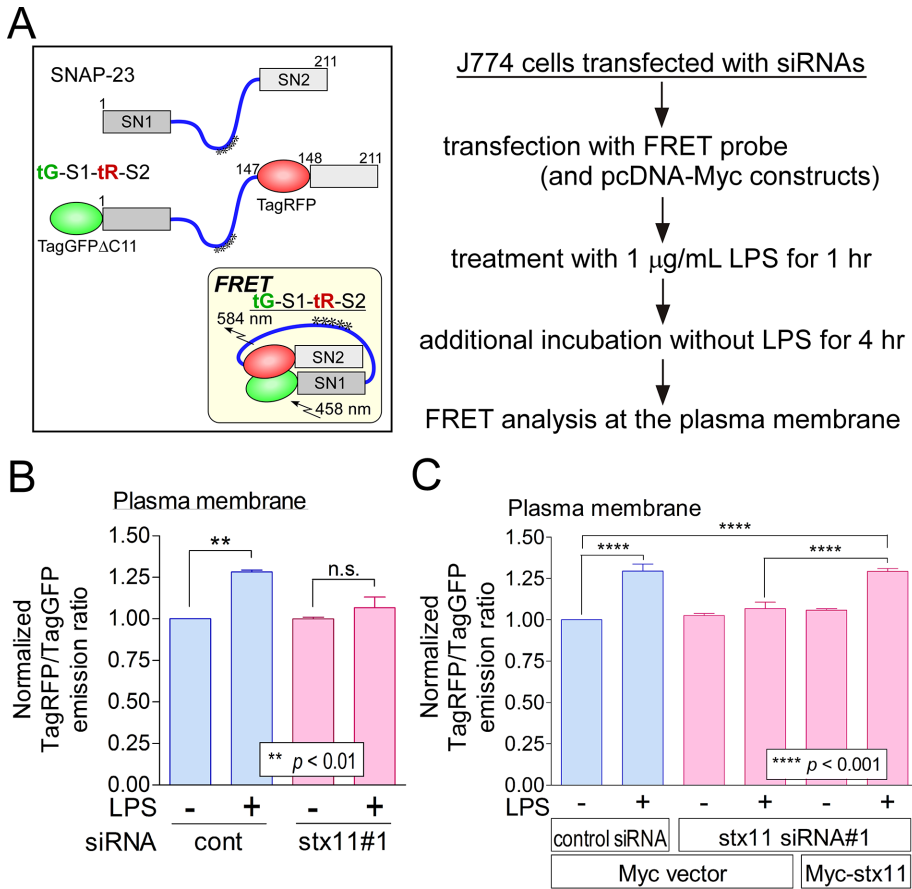 A
SNAP-23
211
SN2
1
SN1
tG-S1-tR-S2
147
148
211
TagRFP
1
TagGFPΔC11
*****
*****
FRET
tG-S1-tR-S2
*****
584 nm
SN2
SN1
458 nm
J774 cells transfected with siRNAs
transfection with FRET probe
(and pcDNA-Myc constructs)
treatment with 1 μg/mL LPS for 1 hr
additional incubation without LPS for 4 hr
FRET analysis at the plasma membrane
B
Plasma membrane
Normalized
TagRFP/TagGFP
emission ratio
1.50
1.25
1.00
0.75
0.50
0.25
0.00
**
n.s.
** p < 0.01
LPS - + - +
siRNA cont stx11#1
C
Plasma membrane
Normalized
TagRFP/TagGFP
emission ratio
1.50
1.25
1.00
0.75
0.50
0.25
0.00
****
****
****
**** p < 0.001
LPS - + - + - +
control siRNA stx11 siRNA#1
Myc vector Myc-stx11